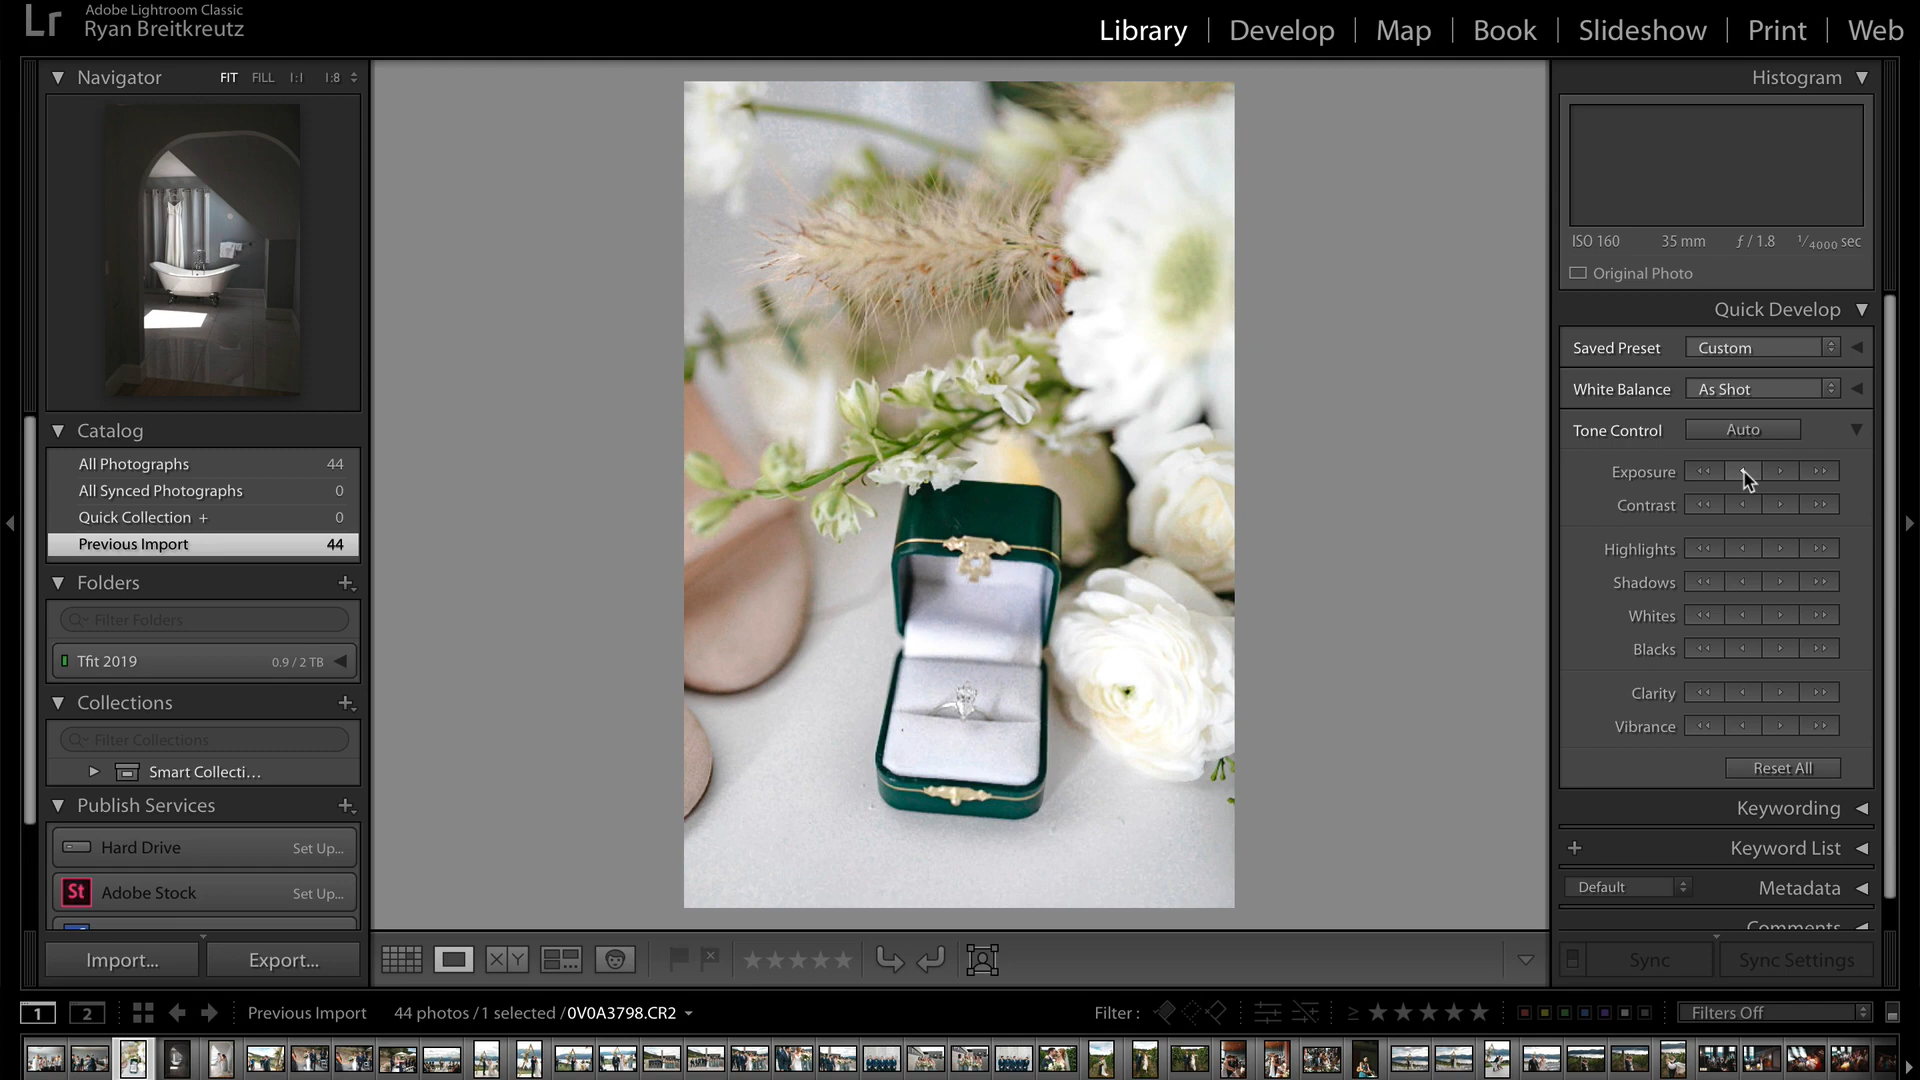 Lr
Adobe Lightroom Classic
Ryan Breitkreutz
Library | Develop | Map | Book | Slideshow | Print | Web
Navigator FIT FILL 1:1 1:8
Catalog
All Photographs 44
All Synced Photographs 0
Quick Collection + 0
Previous Import 44
Folders
Filter Folders
Tfit 2019 0.9 / 2 TB
Collections
Filter Collections
Smart Collecti...
Publish Services
Hard Drive Set Up...
St Adobe Stock Set Up...
Import... Export...
X Y
Histogram
ISO 160 35 mm ƒ / 1.8 1/4000 sec
Original Photo
Quick Develop
Saved Preset Custom
White Balance As Shot
Tone Control Auto
Exposure
Contrast
Highlights
Shadows
Whites
Blacks
Clarity
Vibrance
Reset All
Keywording
Keyword List
Default Metadata
Comments
Sync Sync Settings
1 2 Previous Import 44 photos / 1 selected / 0V0A3798.CR2 Filter : Filters Off